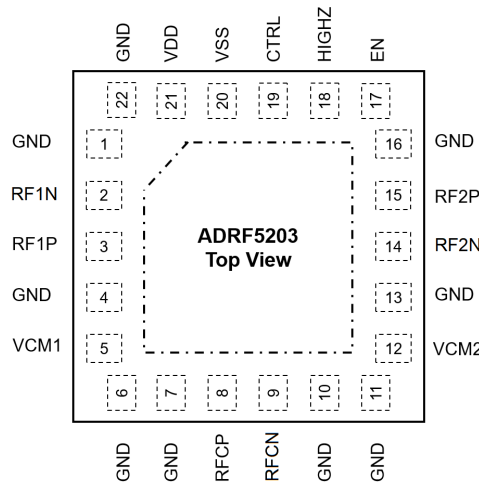 GND VDD VSS CTRL HIGHZ EN
22 21 20 19 18 17
GND 1 16 GND
RF1N 2 15 RF2P
RF1P 3 14 RF2N
ADRF5203
Top View
GND 4 13 GND
VCM1 5 12 VCM2
6 7 8 9 10 11
GND GND RFCP RFCN GND GND